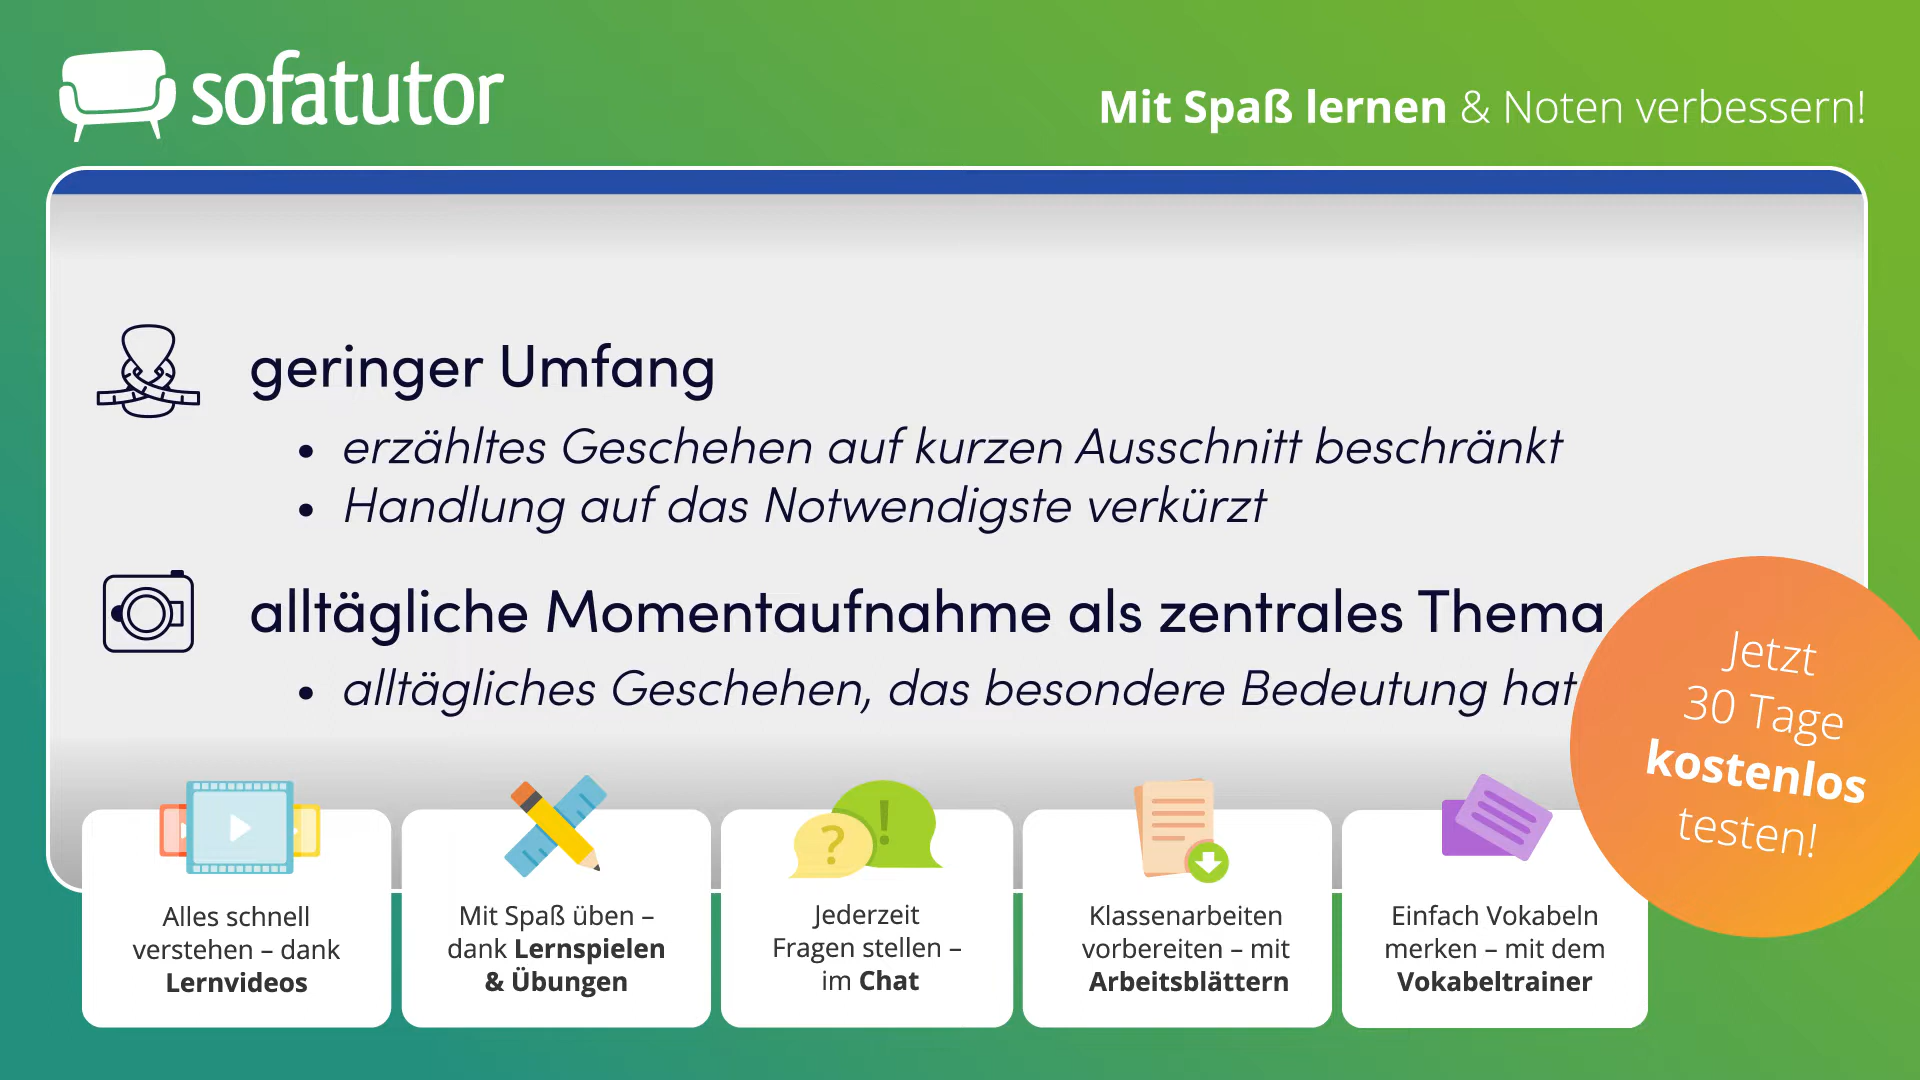 sofatutor
Mit Spaß lernen & Noten verbessern!
geringer Umfang
• erzähltes Geschehen auf kurzen Ausschnitt beschränkt
• Handlung auf das Notwendigste verkürzt
alltägliche Momentaufnahme als zentrales Thema
• alltägliches Geschehen, das besondere Bedeutung hat
Jetzt
30 Tage
kostenlos
testen!
Alles schnell
verstehen – dank
Lernvideos
Mit Spaß üben –
dank Lernspielen
& Übungen
? !
Jederzeit
Fragen stellen –
im Chat
Klassenarbeiten
vorbereiten – mit
Arbeitsblättern
Einfach Vokabeln
merken – mit dem
Vokabeltrainer